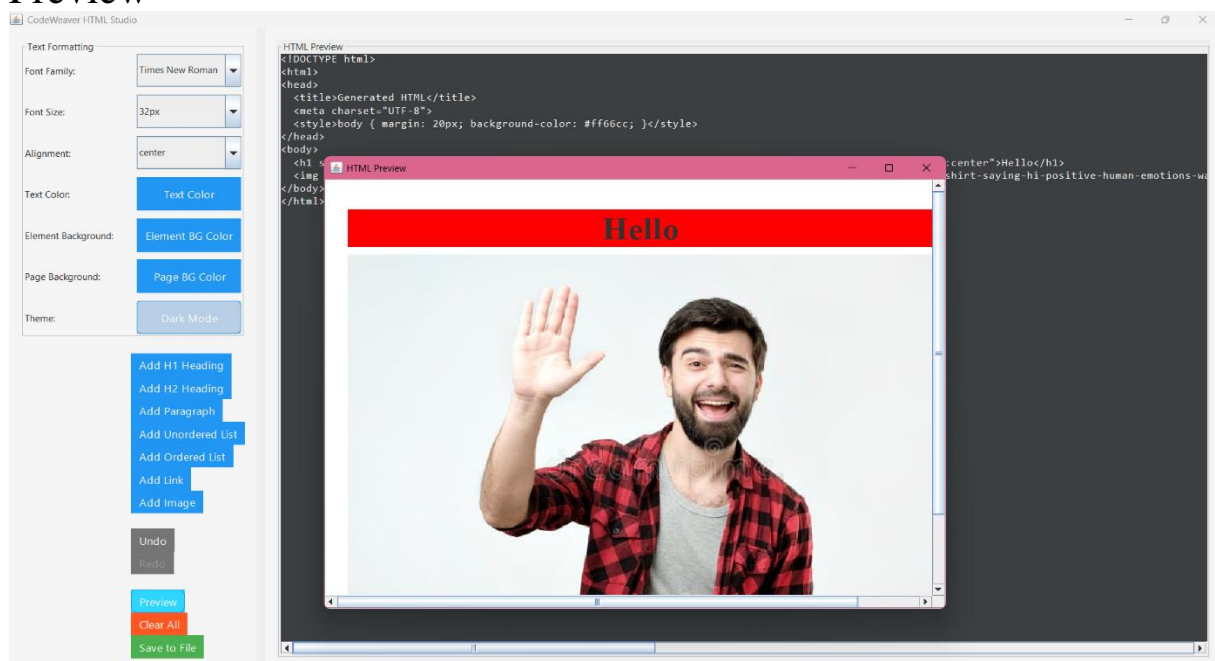 Preview
CodeWeaver HTML Studio
Text Formatting
Font Family:
Times New Roman
Font Size:
32px
Alignment:
center
Text Color:
Text Color
Element Background:
Element BG Color
Page Background:
Page BG Color
Theme:
Dark Mode
Add H1 Heading
Add H2 Heading
Add Paragraph
Add Unordered List
Add Ordered List
Add Link
Add Image
Undo
Redo
Preview
Clear All
Save to File
HTML Preview
<!DOCTYPE html>
<html>
<head>
<title>Generated HTML</title>
<meta charset="UTF-8">
<style>body { margin: 20px; background-color: #ff66cc; }</style>
</head>
<body>
<h1 s :center">Hello</h1>
<img shirt-saying-hi-positive-human-emotions-wa
</body>
</html>
HTML Preview
Hello
dreamstime